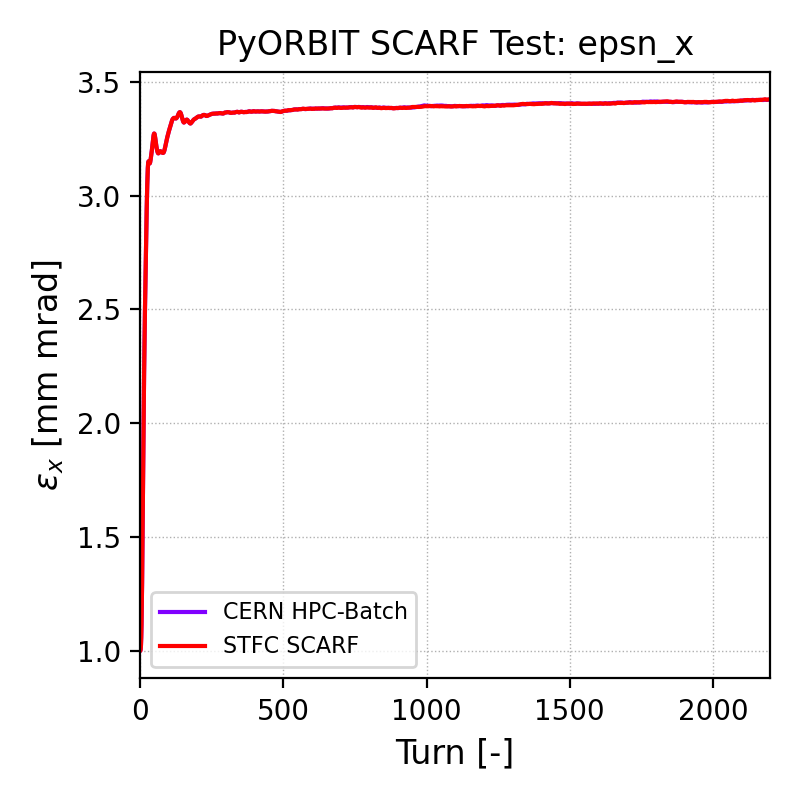 PyORBIT SCARF Test: epsn_x
εx [mm mrad]
3.5
3.0
2.5
2.0
1.5
1.0
CERN HPC-Batch
STFC SCARF
0 500 1000 1500 2000
Turn [-]